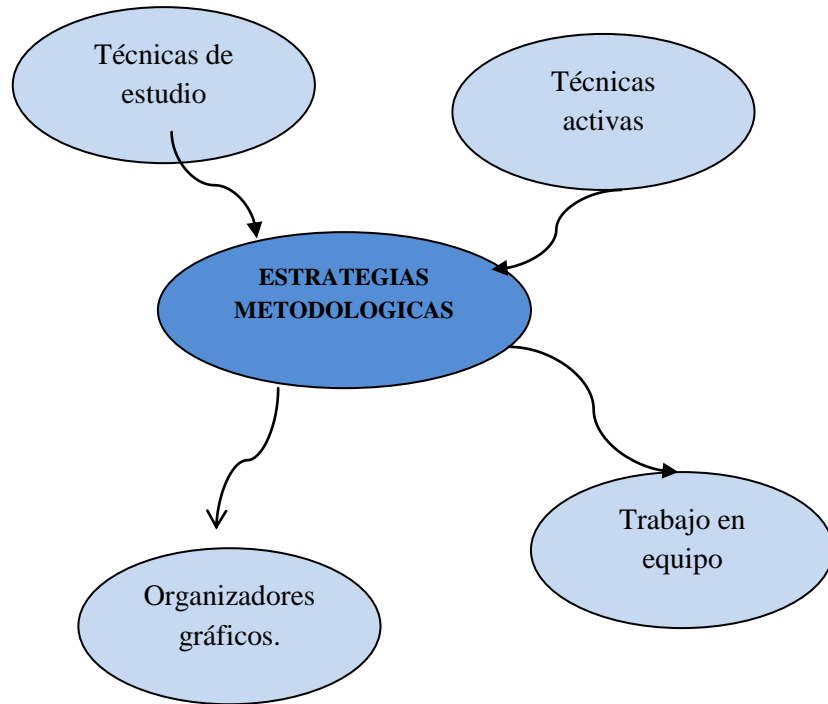 Técnicas de
estudio
Técnicas
activas
ESTRATEGIAS
METODOLOGICAS
Trabajo en
equipo
Organizadores
gráficos.